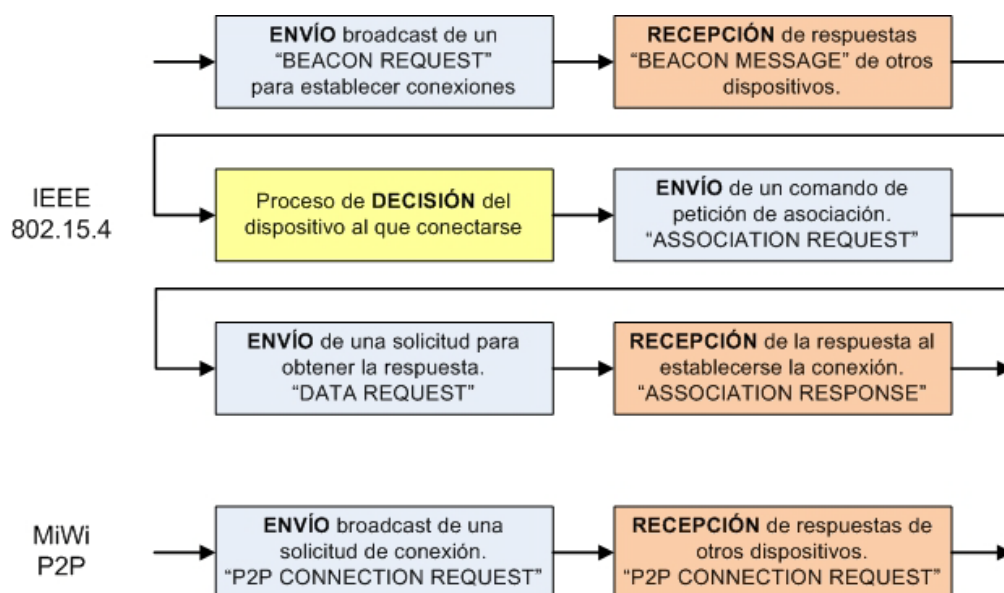 ENVÍO broadcast de un
“BEACON REQUEST”
para establecer conexiones
RECEPCIÓN de respuestas
“BEACON MESSAGE” de otros
dispositivos.
IEEE
802.15.4
Proceso de DECISIÓN del
dispositivo al que conectarse
ENVÍO de un comando de
petición de asociación.
“ASSOCIATION REQUEST”
ENVÍO de una solicitud para
obtener la respuesta.
“DATA REQUEST”
RECEPCIÓN de la respuesta al
establecerse la conexión.
“ASSOCIATION RESPONSE”
MiWi
P2P
ENVÍO broadcast de una
solicitud de conexión.
“P2P CONNECTION REQUEST”
RECEPCIÓN de respuestas de
otros dispositivos.
“P2P CONNECTION REQUEST”